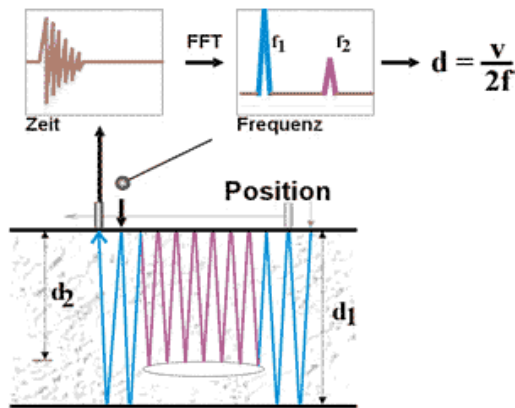 FFT
f₁
f₂
d = v/2f
Zeit
Frequenz
Position
d₂
d₁